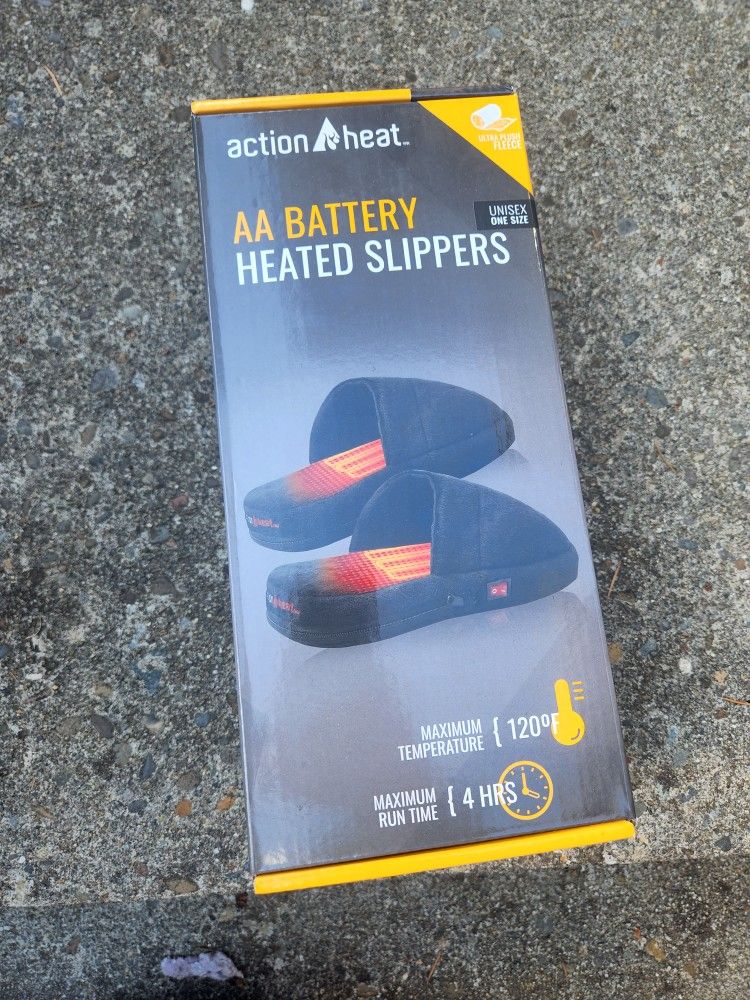 action heat
ULTRA PLUSH
FLEECE
AA BATTERY
UNISEX
ONE SIZE
HEATED SLIPPERS
MAXIMUM
TEMPERATURE { 120ºF
MAXIMUM
RUN TIME { 4 HRS